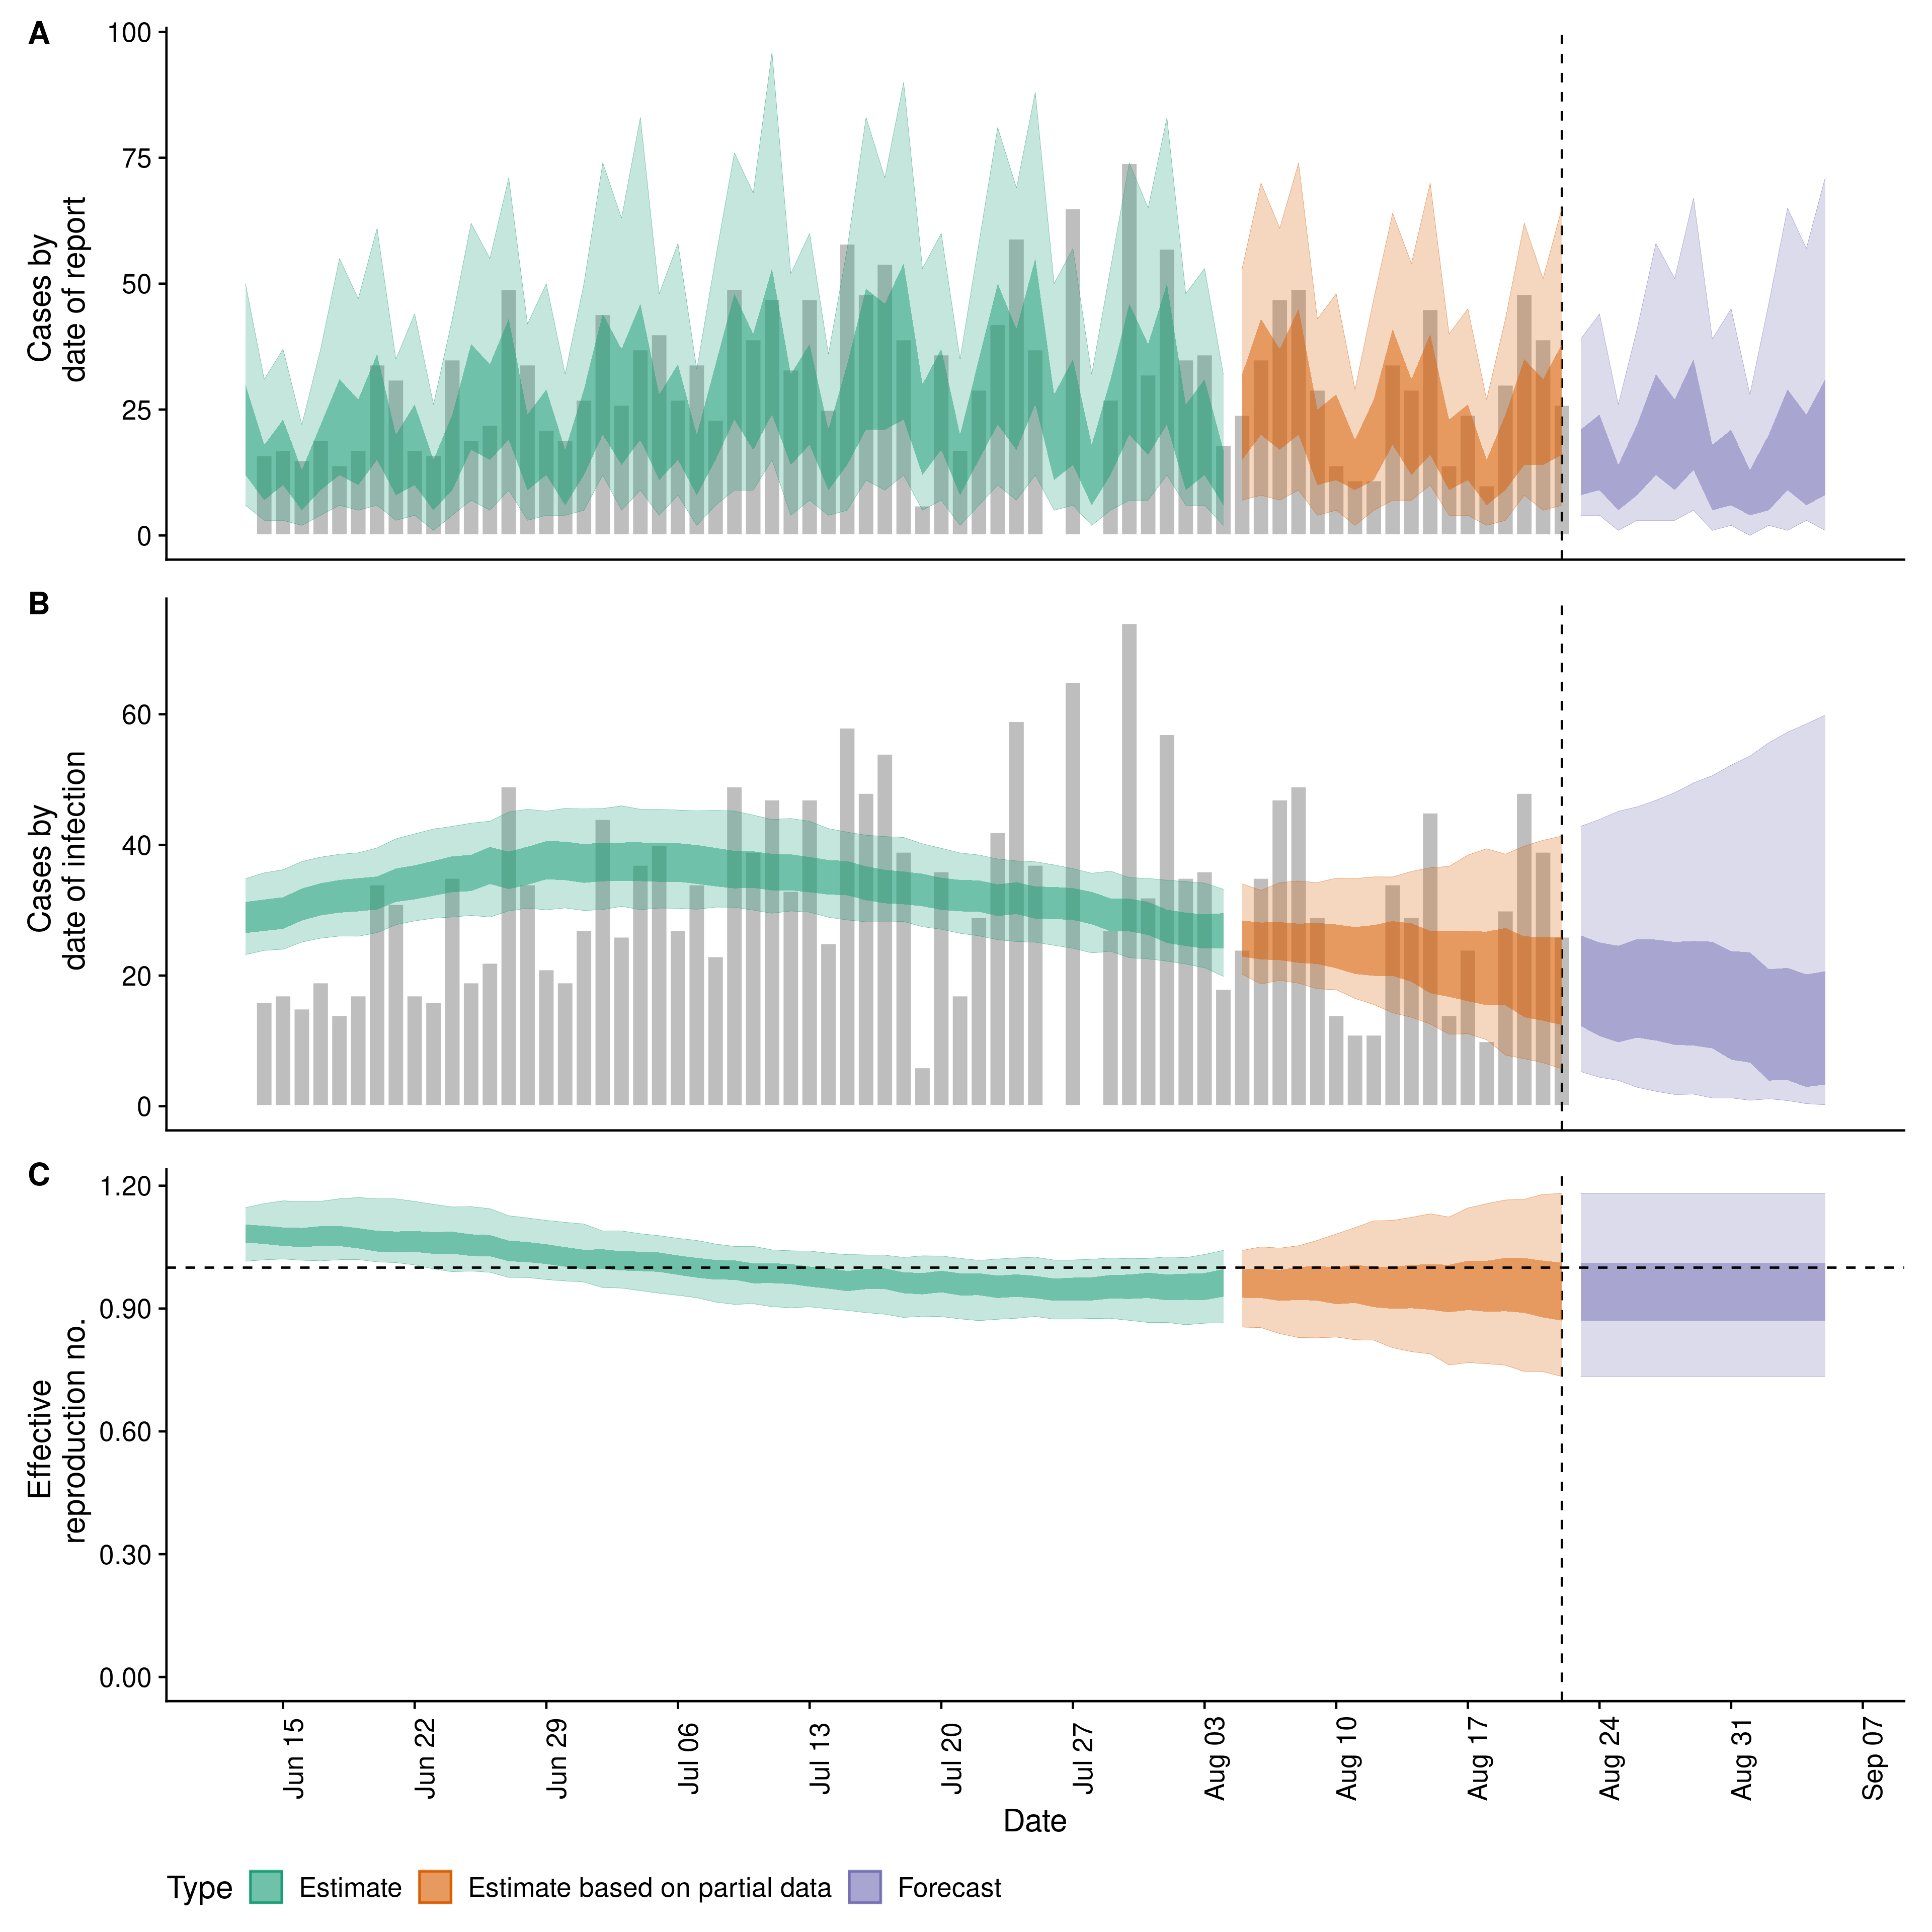 A
100
75
50
25
0
Cases by
date of report
B
60
40
20
0
Cases by
date of infection
C
1.20
0.90
0.60
0.30
0.00
Effective
reproduction no.
Jun 15
Jun 22
Jun 29
Jul 06
Jul 13
Jul 20
Jul 27
Aug 03
Aug 10
Aug 17
Aug 24
Aug 31
Sep 07
Date
Type Estimate Estimate based on partial data Forecast